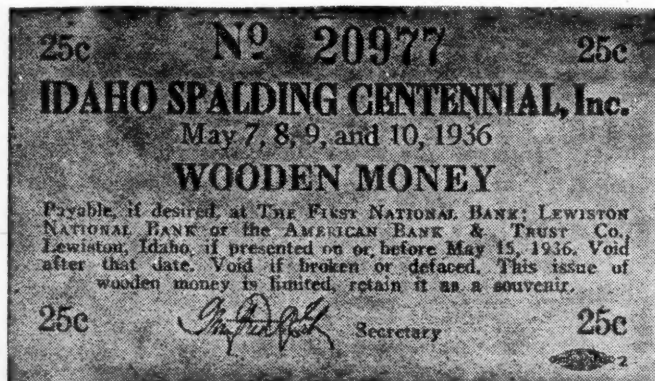 25c Nº 20977 25c
IDAHO SPALDING CENTENNIAL, Inc.
May 7, 8, 9, and 10, 1936
WOODEN MONEY
Payable, if desired, at THE FIRST NATIONAL BANK; LEWISTON
NATIONAL BANK or the AMERICAN BANK & TRUST Co.,
Lewiston, Idaho, if presented on or before May 15, 1936. Void
after that date. Void if broken or defaced. This issue of
wooden money is limited, retain it as a souvenir.
25c Secretary 25c
2